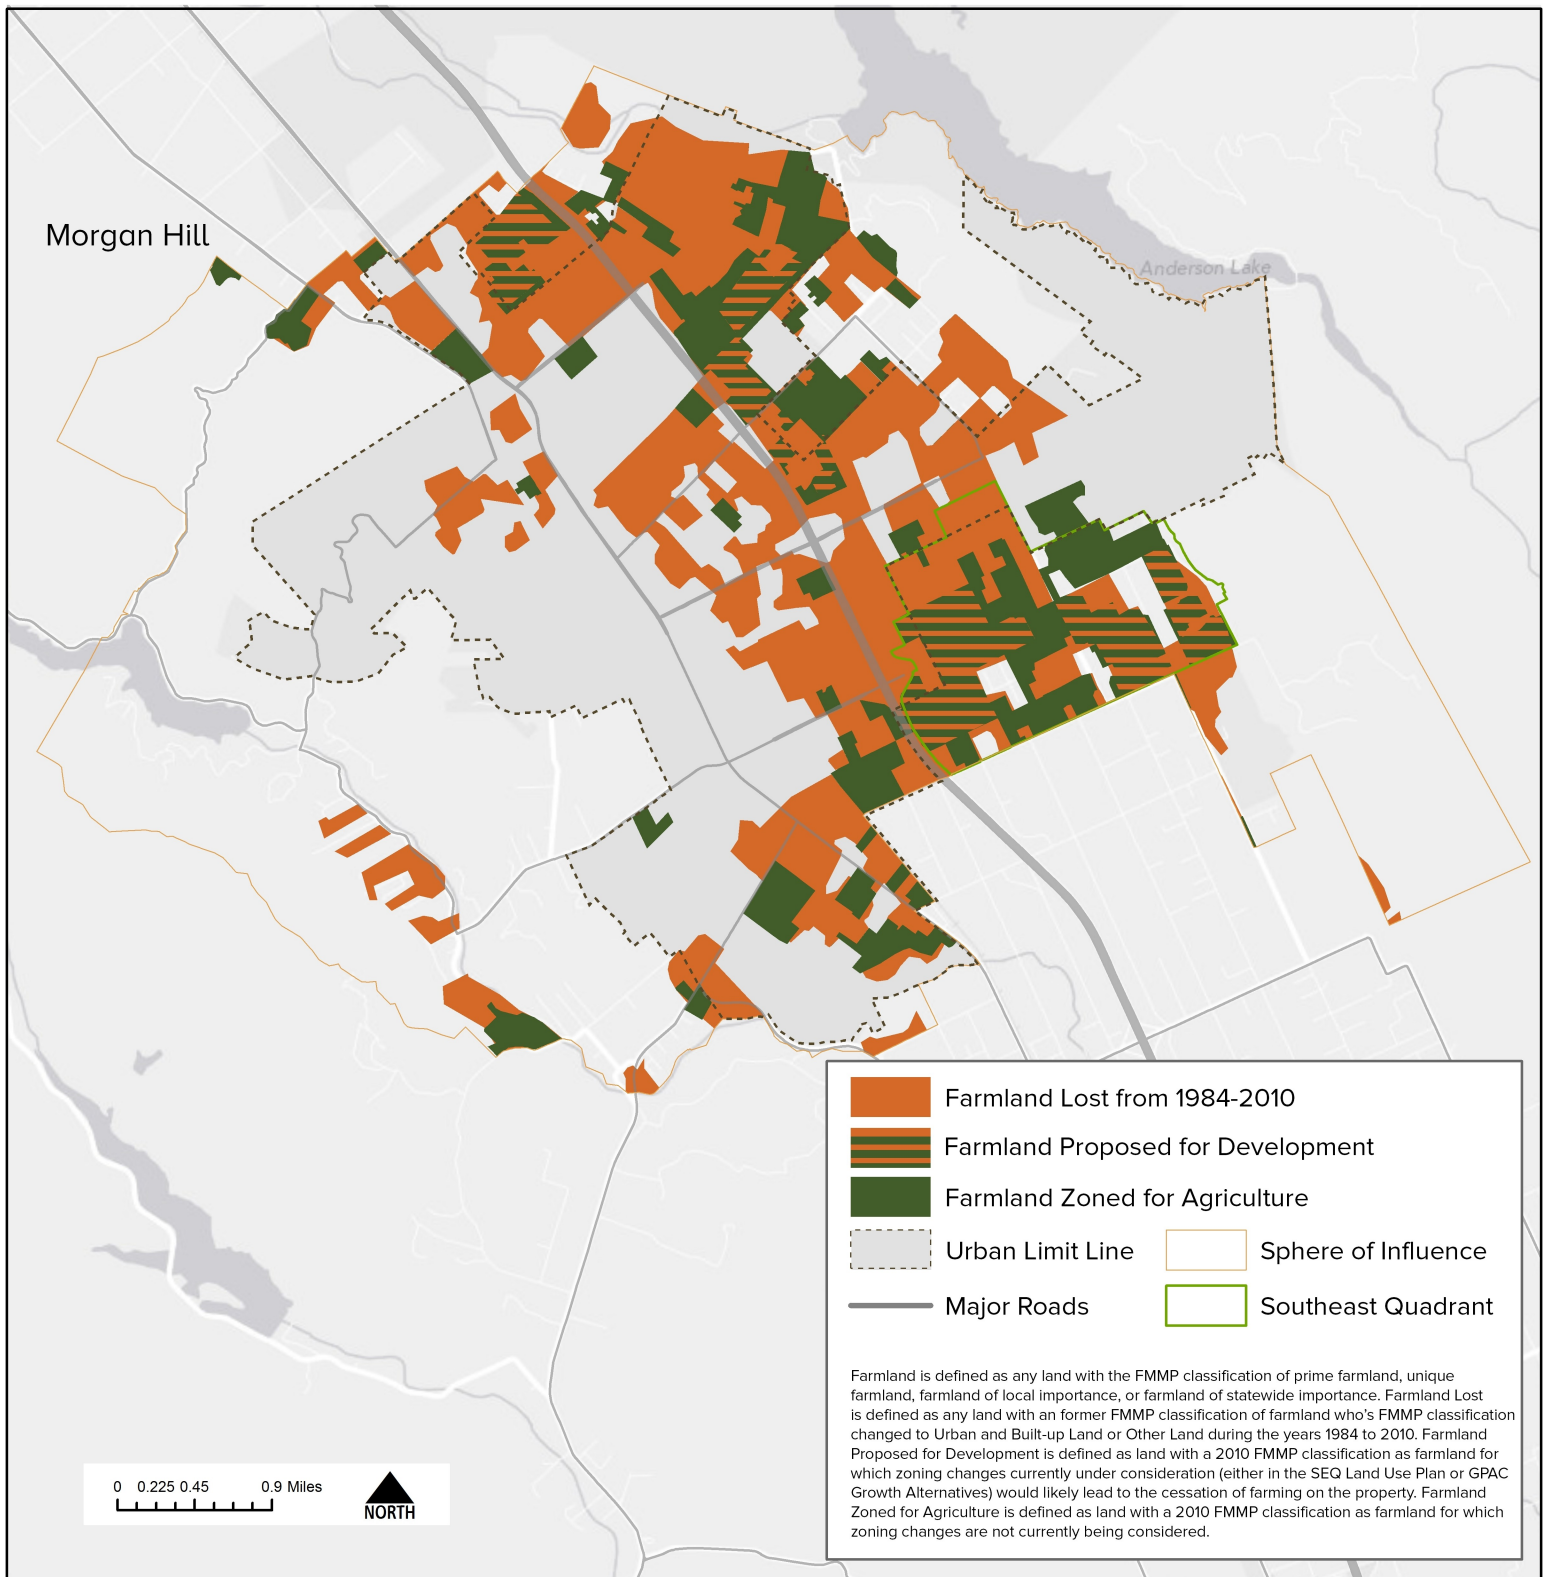 Morgan Hill
Anderson Lake
Farmland Lost from 1984-2010
Farmland Proposed for Development
Farmland Zoned for Agriculture
Urban Limit Line
Sphere of Influence
Major Roads
Southeast Quadrant
Farmland is defined as any land with the FMMP classification of prime farmland, unique
farmland, farmland of local importance, or farmland of statewide importance. Farmland Lost
is defined as any land with an former FMMP classification of farmland who's FMMP classification
changed to Urban and Built-up Land or Other Land during the years 1984 to 2010. Farmland
Proposed for Development is defined as land with a 2010 FMMP classification as farmland for
which zoning changes currently under consideration (either in the SEQ Land Use Plan or GPAC
Growth Alternatives) would likely lead to the cessation of farming on the property. Farmland
Zoned for Agriculture is defined as land with a 2010 FMMP classification as farmland for which
zoning changes are not currently being considered.
0 0.225 0.45 0.9 Miles
NORTH